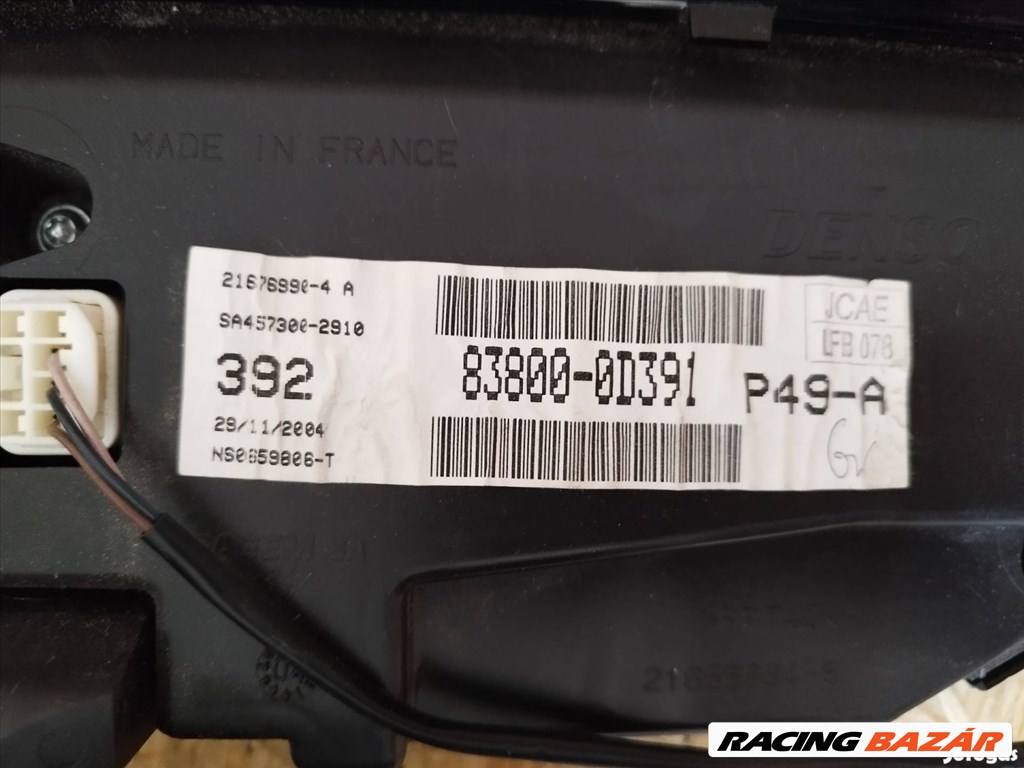 MADE IN FRANCE
DENSO
21676990-4 A
SA457300-2910
392
29/11/2004
NS0659806-T
83800-0D391
P49-A
JCAE
LFB 078
RACING BAZÁR
jofogas